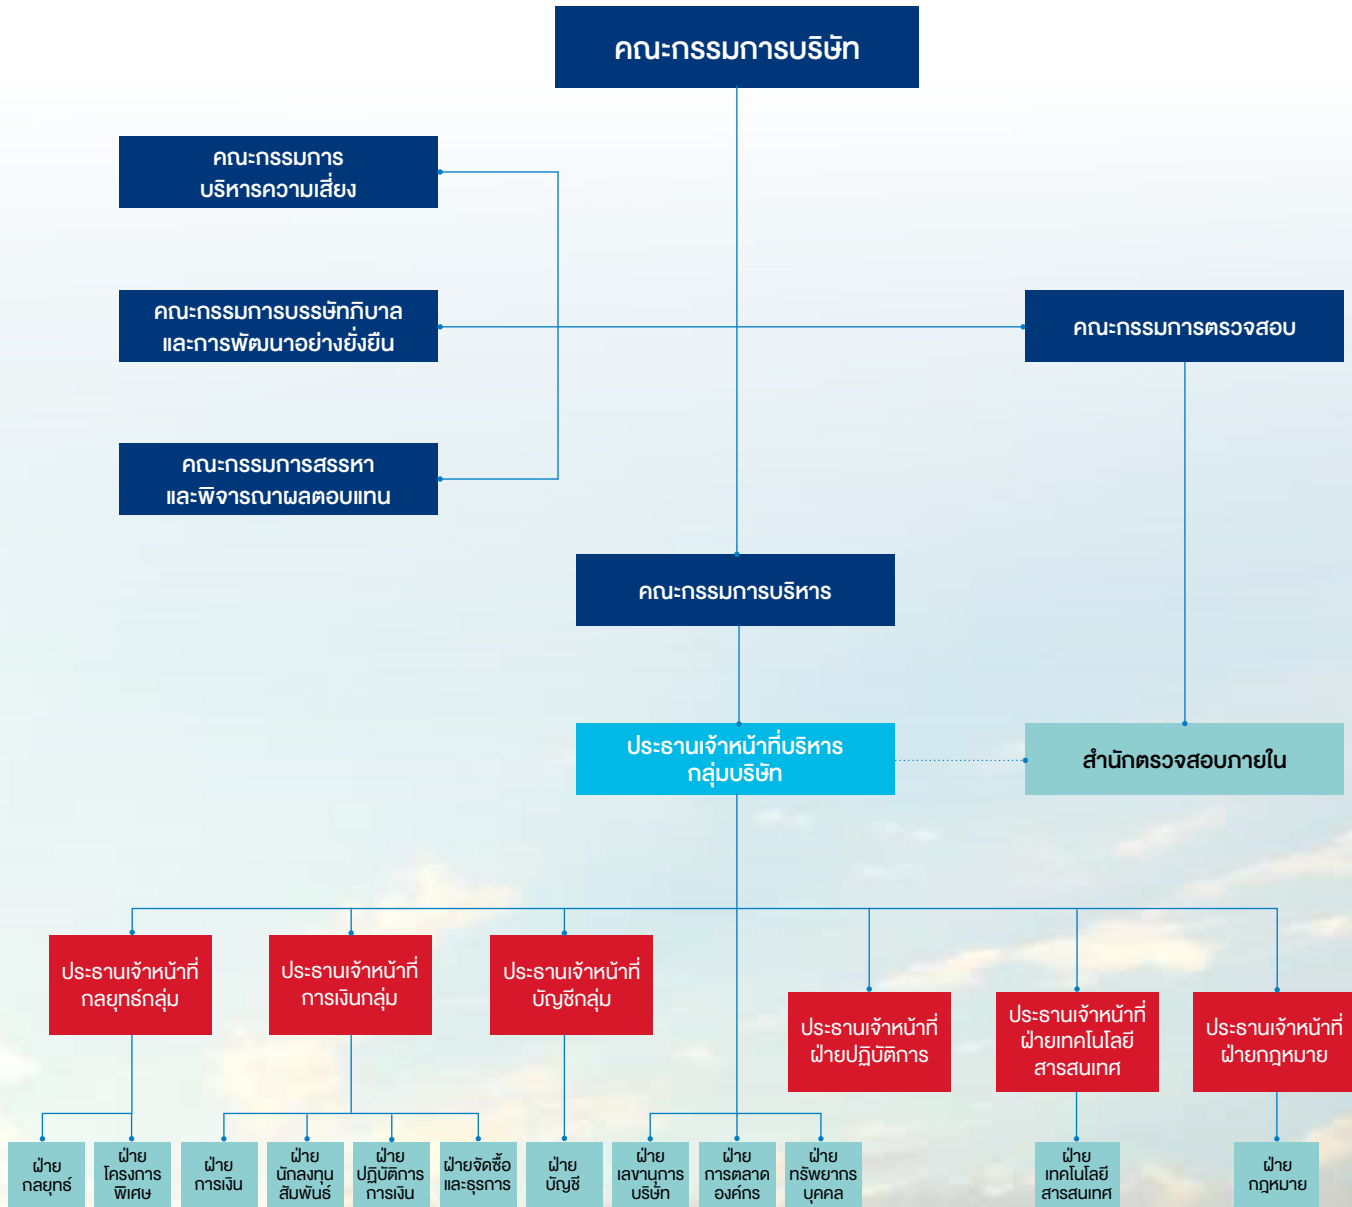 คณะกรรมการบริษัท
คณะกรรมการ
บริหารความเสี่ยง
คณะกรรมการบรรษัทภิบาล
และการพัฒนาอย่างยั่งยืน
คณะกรรมการตรวจสอบ
คณะกรรมการสรรหา
และพิจารณาผลตอบแทน
คณะกรรมการบริหาร
ประธานเจ้าหน้าที่บริหาร
กลุ่มบริษัท
สำนักตรวจสอบภายใน
ประธานเจ้าหน้าที่
กลยุทธ์กลุ่ม
ประธานเจ้าหน้าที่
การเงินกลุ่ม
ประธานเจ้าหน้าที่
บัญชีกลุ่ม
ประธานเจ้าหน้าที่
ฝ่ายปฏิบัติการ
ประธานเจ้าหน้าที่
ฝ่ายเทคโนโลยี
สารสนเทศ
ประธานเจ้าหน้าที่
ฝ่ายกฎหมาย
ฝ่าย
กลยุทธ์
ฝ่าย
โครงการ
พิเศษ
ฝ่าย
การเงิน
ฝ่าย
นักลงทุน
สัมพันธ์
ฝ่าย
ปฏิบัติการ
การเงิน
ฝ่ายจัดซื้อ
และธุรการ
ฝ่าย
บัญชี
ฝ่าย
เลขานุการ
บริษัท
ฝ่าย
การตลาด
องค์กร
ฝ่าย
ทรัพยากร
บุคคล
ฝ่าย
เทคโนโลยี
สารสนเทศ
ฝ่าย
กฎหมาย